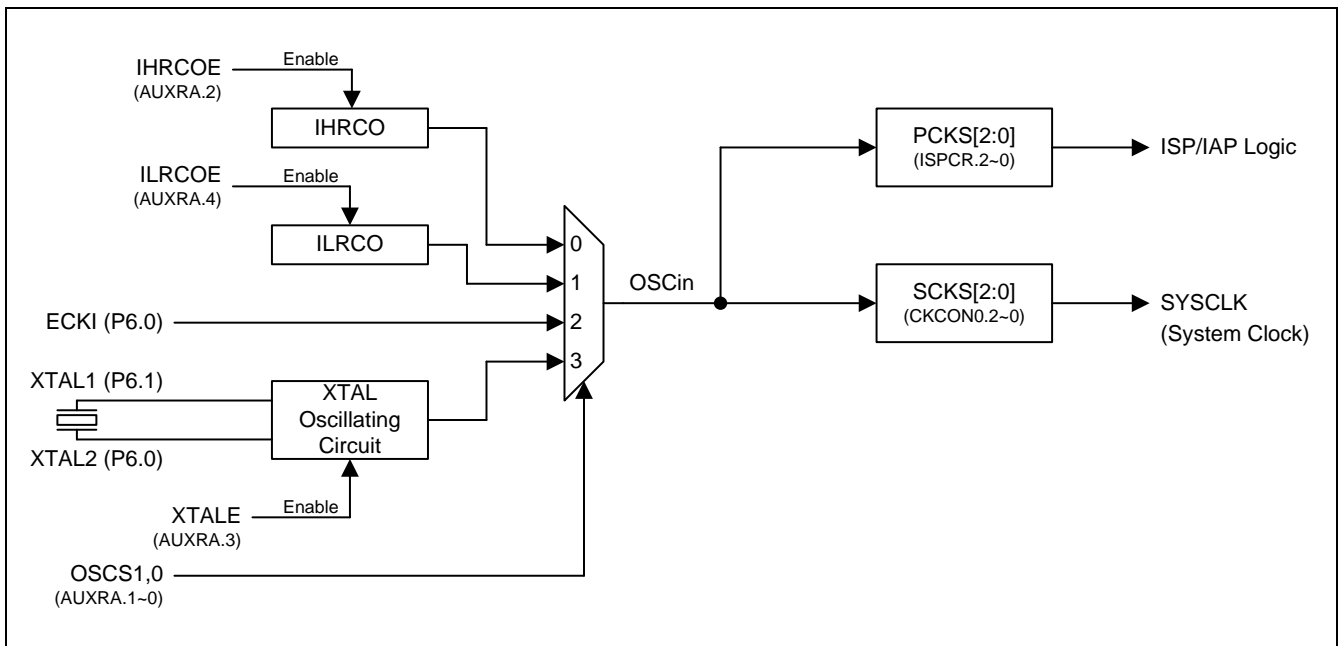 IHRCOE
(AUXRA.2)
Enable
IHRCO
ILRCOE
(AUXRA.4)
Enable
ILRCO
ECKI (P6.0)
XTAL1 (P6.1)
XTAL2 (P6.0)
XTAL
Oscillating
Circuit
XTALE
(AUXRA.3)
Enable
OSCS1,0
(AUXRA.1~0)
0
1
2
3
OSCin
PCKS[2:0]
(ISPCR.2~0)
ISP/IAP Logic
SCKS[2:0]
(CKCON0.2~0)
SYSCLK
(System Clock)